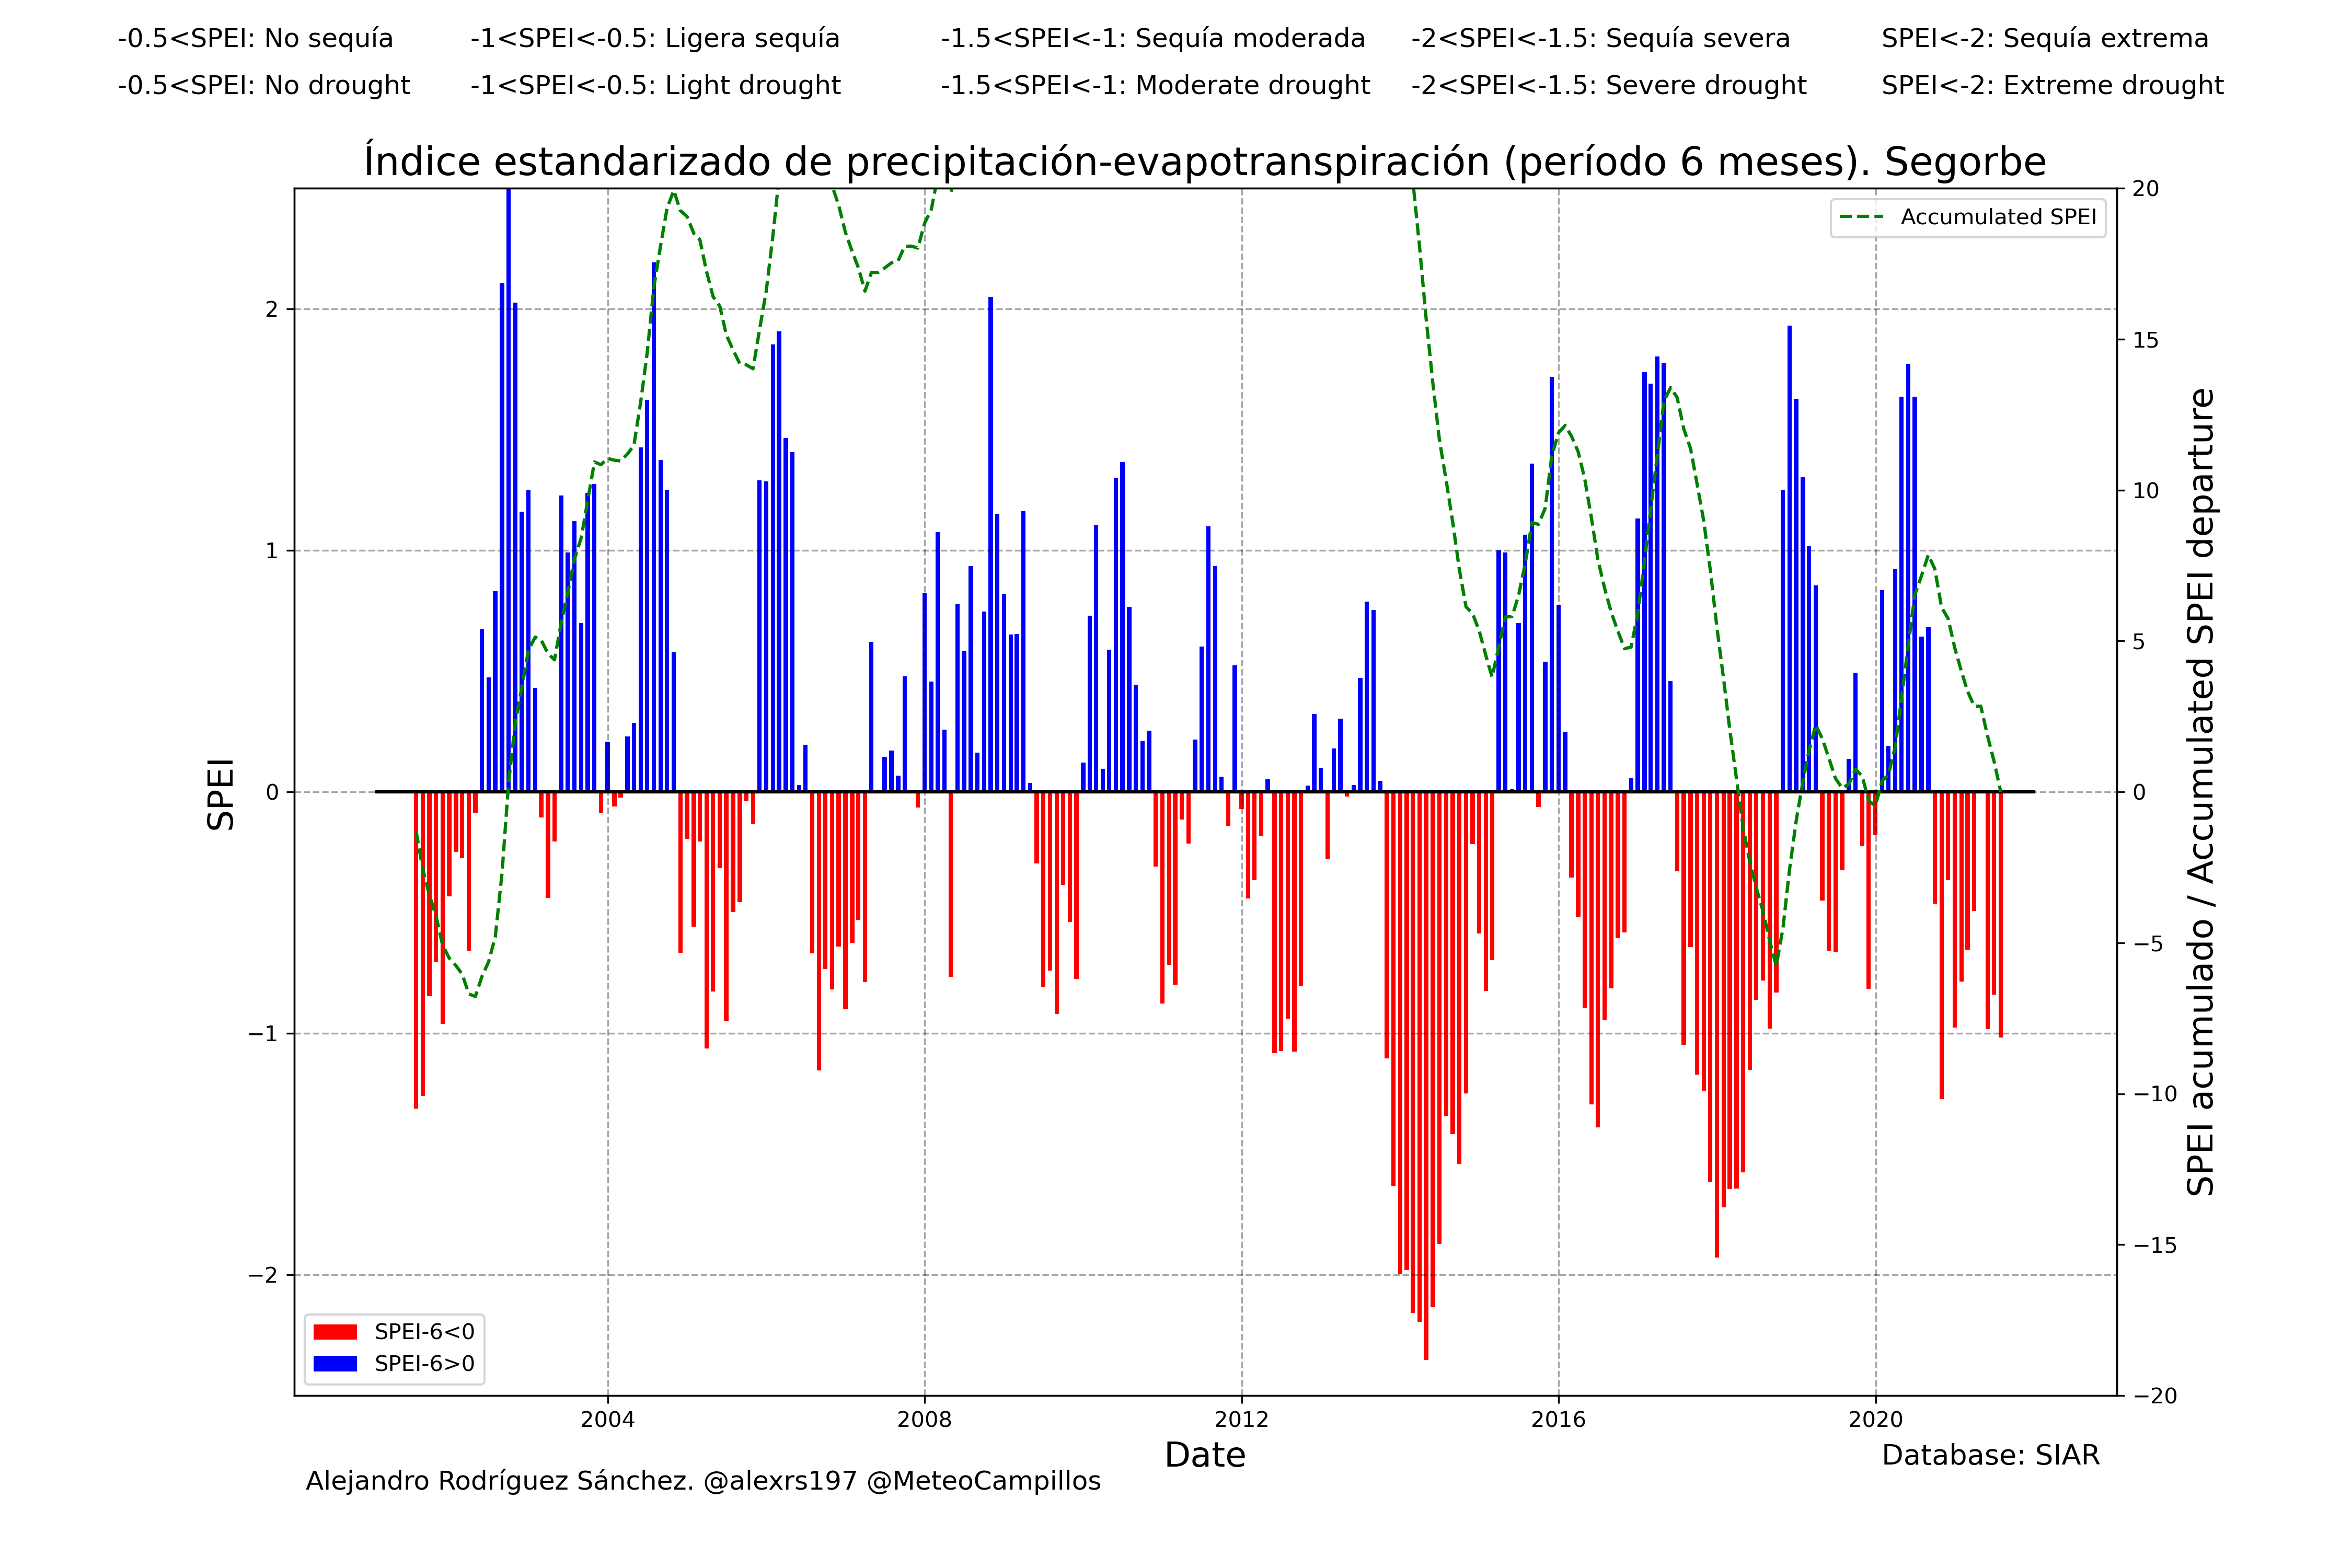 -0.5<SPEI: No sequía -1<SPEI<-0.5: Ligera sequía -1.5<SPEI<-1: Sequía moderada -2<SPEI<-1.5: Sequía severa SPEI<-2: Sequía extrema
-0.5<SPEI: No drought -1<SPEI<-0.5: Light drought -1.5<SPEI<-1: Moderate drought -2<SPEI<-1.5: Severe drought SPEI<-2: Extreme drought
Índice estandarizado de precipitación-evapotranspiración (período 6 meses). Segorbe
Accumulated SPEI
SPEI
2
1
0
−1
−2
20
15
10
5
0
−5
−10
−15
−20
SPEI acumulado / Accumulated SPEI departure
SPEI-6<0
SPEI-6>0
2004 2008 2012 2016 2020
Date
Database: SIAR
Alejandro Rodríguez Sánchez. @alexrs197 @MeteoCampillos